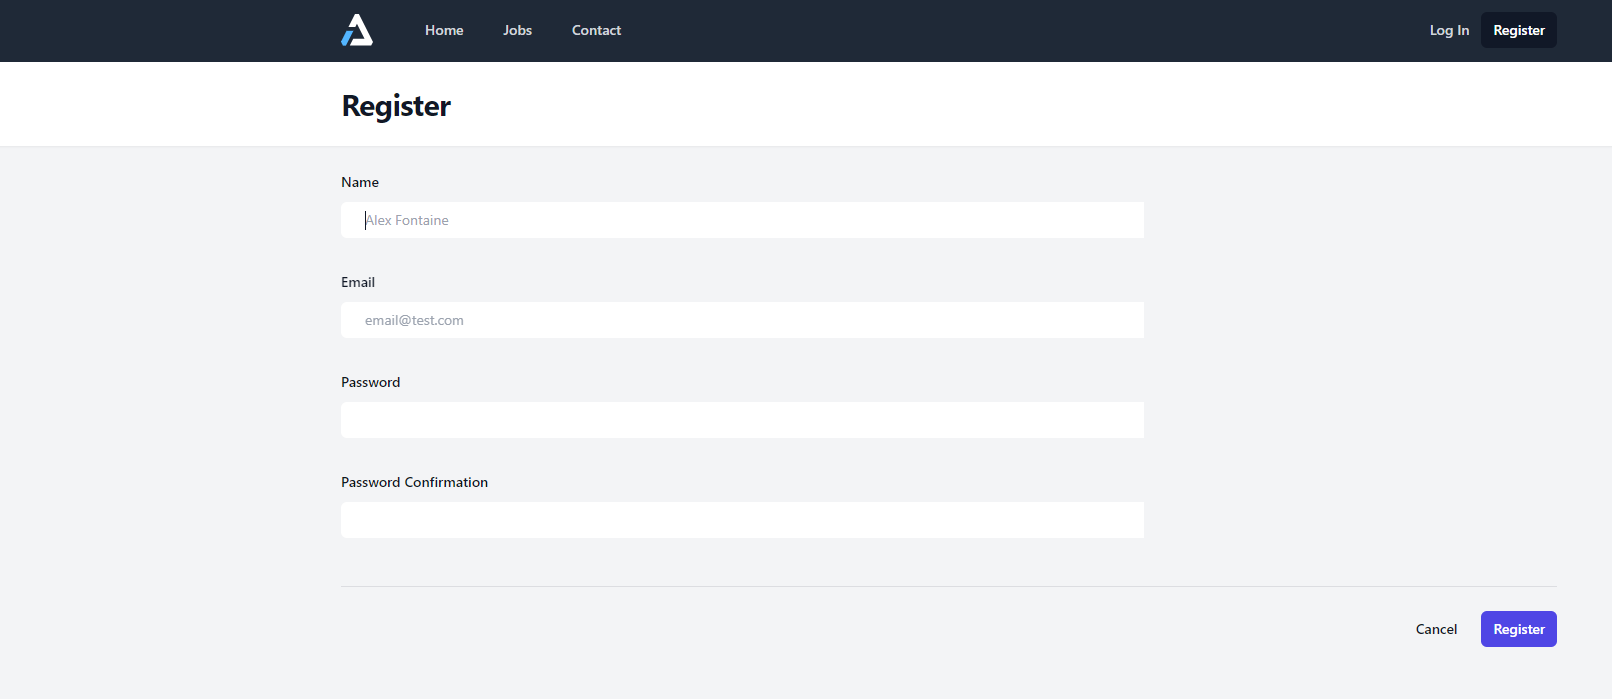 Home Jobs Contact Log In Register
Register
Name
Alex Fontaine
Email
email@test.com
Password
Password Confirmation
Cancel Register